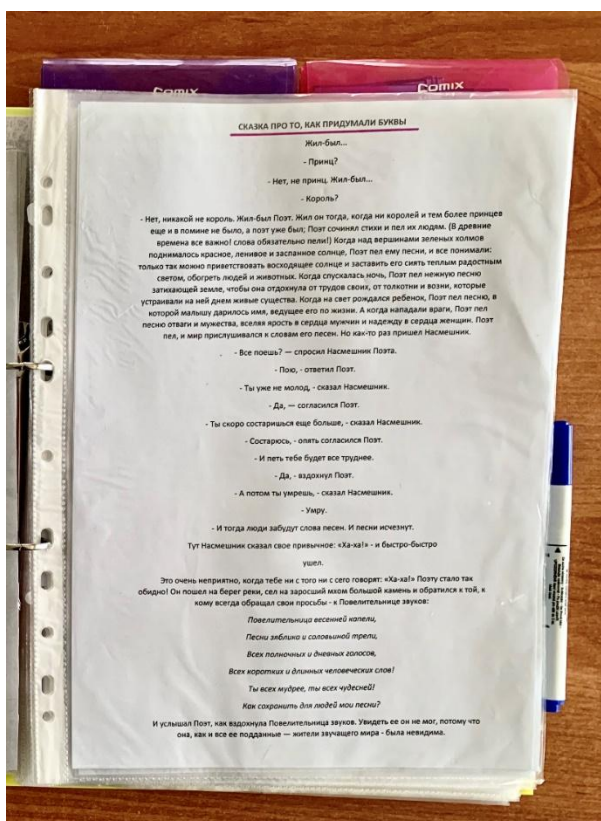 Comix
Comix
СКАЗКА ПРО ТО, КАК ПРИДУМАЛИ БУКВЫ
Жил-был...
- Принц?
- Нет, не принц. Жил-был...
- Король?
- Нет, никакой не король. Жил-был Поэт. Жил он тогда, когда ни королей и тем более принцев
еще и в помине не было, а поэт уже был; Поэт сочинял стихи и пел их людям. (В древние
времена все важно! слова обязательно пели!) Когда над вершинами зеленых холмов
поднималось красное, ленивое и заспанное солнце, Поэт пел ему песни, и все понимали:
только так можно приветствовать восходящее солнце и заставить его сиять теплым радостным
светом, обогреть людей и животных. Когда спускалась ночь, Поэт пел нежную песню
затихающей земле, чтобы она отдохнула от трудов своих, от толкотни и возни, которые
устраивали на ней днем живые существа. Когда на свет рождался ребенок, Поэт пел песню, в
которой малышу дарилось имя, ведущее его по жизни. А когда нападали враги, Поэт пел
песню отваги и мужества, вселяя ярость в сердца мужчин и надежду в сердца женщин. Поэт
пел, и мир прислушивался к словам его песен. Но как-то раз пришел Насмешник.
- Все поешь? — спросил Насмешник Поэта.
- Пою, - ответил Поэт.
- Ты уже не молод, - сказал Насмешник.
- Да, — согласился Поэт.
- Ты скоро состаришься еще больше, - сказал Насмешник.
- Состарюсь, - опять согласился Поэт.
- И петь тебе будет все труднее.
- Да, - вздохнул Поэт.
- А потом ты умрешь, - сказал Насмешник.
- Умру.
- И тогда люди забудут слова песен. И песни исчезнут.
Тут Насмешник сказал свое привычное: «Ха-ха!» - и быстро-быстро
ушел.
Это очень неприятно, когда тебе ни с того ни с сего говорят: «Ха-ха!» Поэту стало так
обидно! Он пошел на берег реки, сел на заросший мхом большой камень и обратился к той, к
кому всегда обращал свои просьбы - к Повелительнице звуков:
Повелительница весенней капели,
Песни зяблика и соловьиной трели,
Всех полночных и дневных голосов,
Всех коротких и длинных человеческих слов!
Ты всех мудрее, ты всех чудесней!
Как сохранить для людей мои песни?
И услышал Поэт, как вздохнула Повелительница звуков. Увидеть ее он не мог, потому что
она, как и все ее подданные — жители звучащего мира - была невидима.